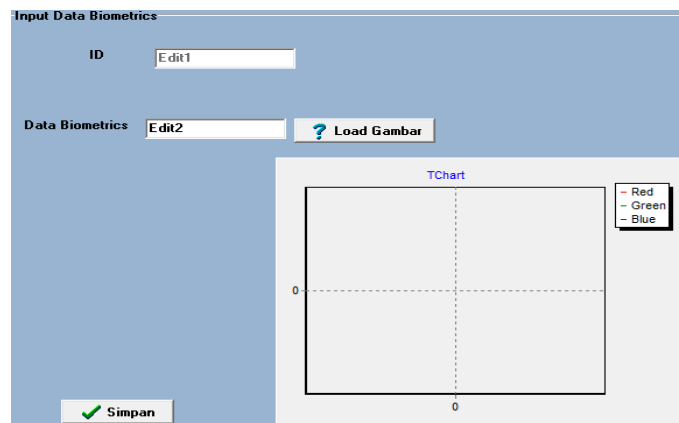 Input Data Biometrics
ID
Edit1
Data Biometrics
Edit2
? Load Gambar
TChart
Red
Green
Blue
0
0
Simpan